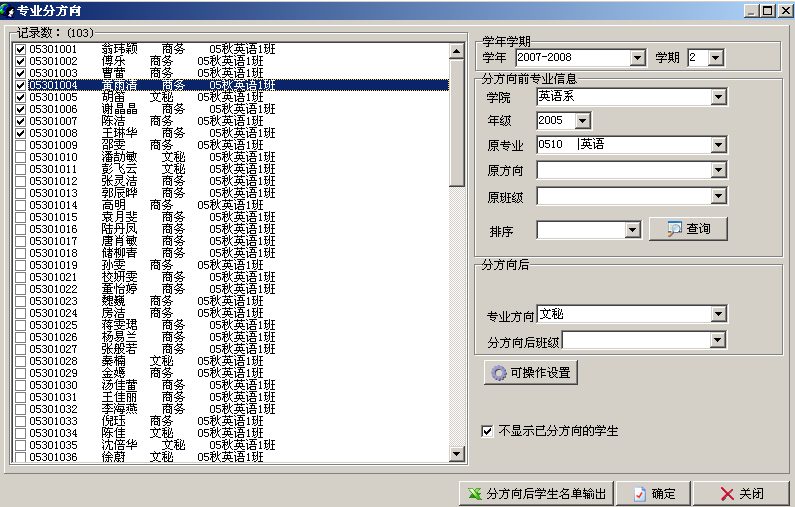 专业分方向
记录数：(103)
05301001 翁玮颖 商务 05秋英语1班
05301002 傅乐 商务 05秋英语1班
05301003 曹蕾 商务 05秋英语1班
05301004 黄丽清 商务 05秋英语1班
05301005 胡笛 文秘 05秋英语1班
05301006 谢晶晶 商务 05秋英语1班
05301007 陈洁 商务 05秋英语1班
05301008 王琳华 商务 05秋英语1班
05301009 邵雯 商务 05秋英语1班
05301010 潘劼敏 文秘 05秋英语1班
05301011 彭飞云 文秘 05秋英语1班
05301012 张灵洁 商务 05秋英语1班
05301013 郭辰晔 商务 05秋英语1班
05301014 高明 商务 05秋英语1班
05301015 袁月斐 商务 05秋英语1班
05301016 陆丹凤 商务 05秋英语1班
05301017 唐肖敏 商务 05秋英语1班
05301018 储柳青 商务 05秋英语1班
05301019 孙雯 商务 05秋英语1班
05301021 校妍雯 商务 05秋英语1班
05301022 董怡婷 商务 05秋英语1班
05301023 魏巍 商务 05秋英语1班
05301024 房洁 商务 05秋英语1班
05301025 蒋雯珺 商务 05秋英语1班
05301026 杨易兰 商务 05秋英语1班
05301027 张般若 商务 05秋英语1班
05301028 秦楠 文秘 05秋英语1班
05301029 金嬿 商务 05秋英语1班
05301030 汤佳蕾 商务 05秋英语1班
05301031 王佳丽 商务 05秋英语1班
05301032 李海燕 商务 05秋英语1班
05301033 倪珏 商务 05秋英语1班
05301034 陈佳 文秘 05秋英语1班
05301035 沈倍华 文秘 05秋英语1班
05301036 徐蔚 文秘 05秋英语1班
学年学期
学年 2007-2008 学期 2
分方向前专业信息
学院 英语系
年级 2005
原专业 0510 |英语
原方向
原班级
排序 查询
分方向后
专业方向 文秘
分方向后班级
可操作设置
不显示已分方向的学生
分方向后学生名单输出 确定 关闭